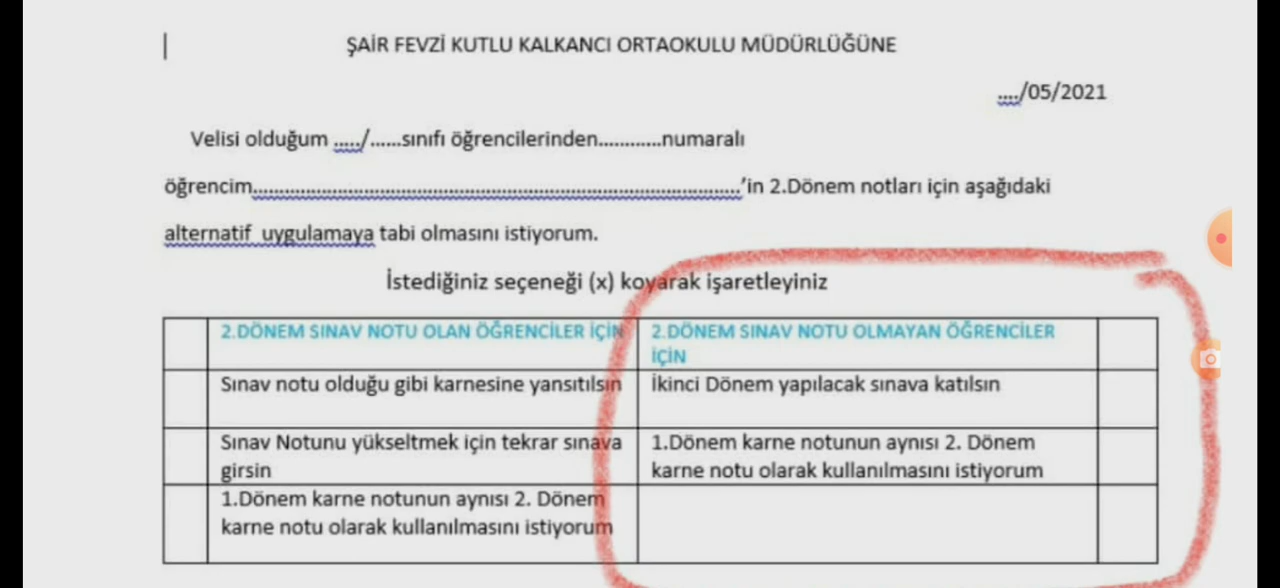 ŞAİR FEVZİ KUTLU KALKANCI ORTAOKULU MÜDÜRLÜĞÜNE
..../05/2021
Velisi olduğum ...../......sınıfı öğrencilerinden............numaralı
öğrencim............................................................................................'in 2.Dönem notları için aşağıdaki
alternatif uygulamaya tabi olmasını istiyorum.
İstediğiniz seçeneği (x) koyarak işaretleyiniz
2.DÖNEM SINAV NOTU OLAN ÖĞRENCİLER İÇİN
Sınav notu olduğu gibi karnesine yansıtılsın
Sınav Notunu yükseltmek için tekrar sınava
girsin
1.Dönem karne notunun aynısı 2. Dönem
karne notu olarak kullanılmasını istiyorum
2.DÖNEM SINAV NOTU OLMAYAN ÖĞRENCİLER
İÇİN
İkinci Dönem yapılacak sınava katılsın
1.Dönem karne notunun aynısı 2. Dönem
karne notu olarak kullanılmasını istiyorum